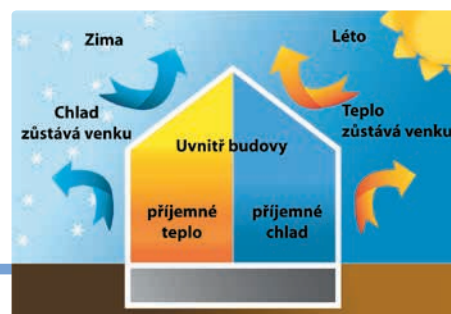 Zima
Léto
Chlad
zůstává venku
Teplo
zůstává venku
Uvnitř budovy
příjemné
teplo
příjemné
chlad